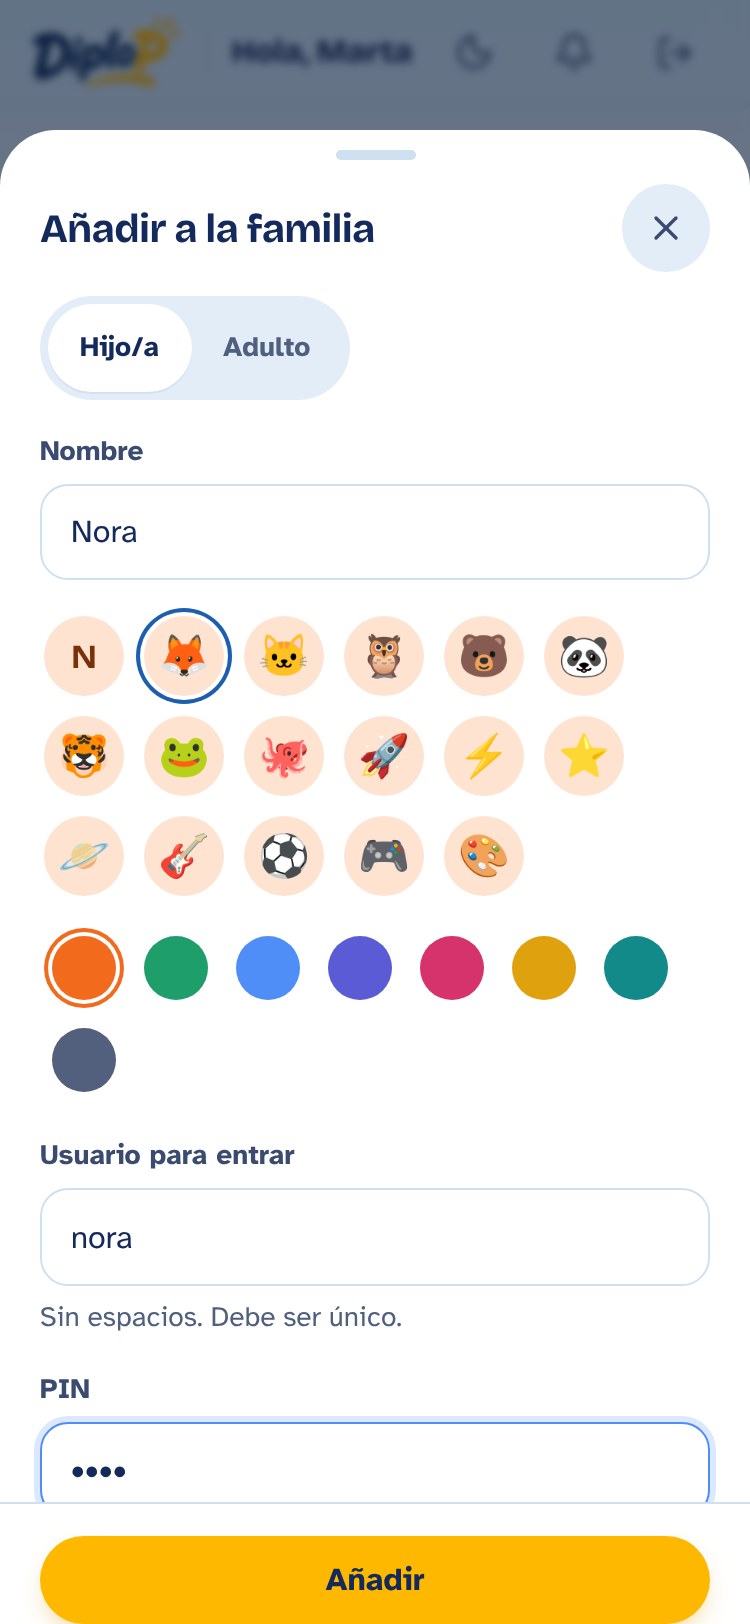 DiploP
Hola, Marta
Añadir a la familia
Hijo/a Adulto
Nombre
Nora
N
Usuario para entrar
nora
Sin espacios. Debe ser único.
PIN
••••
Añadir